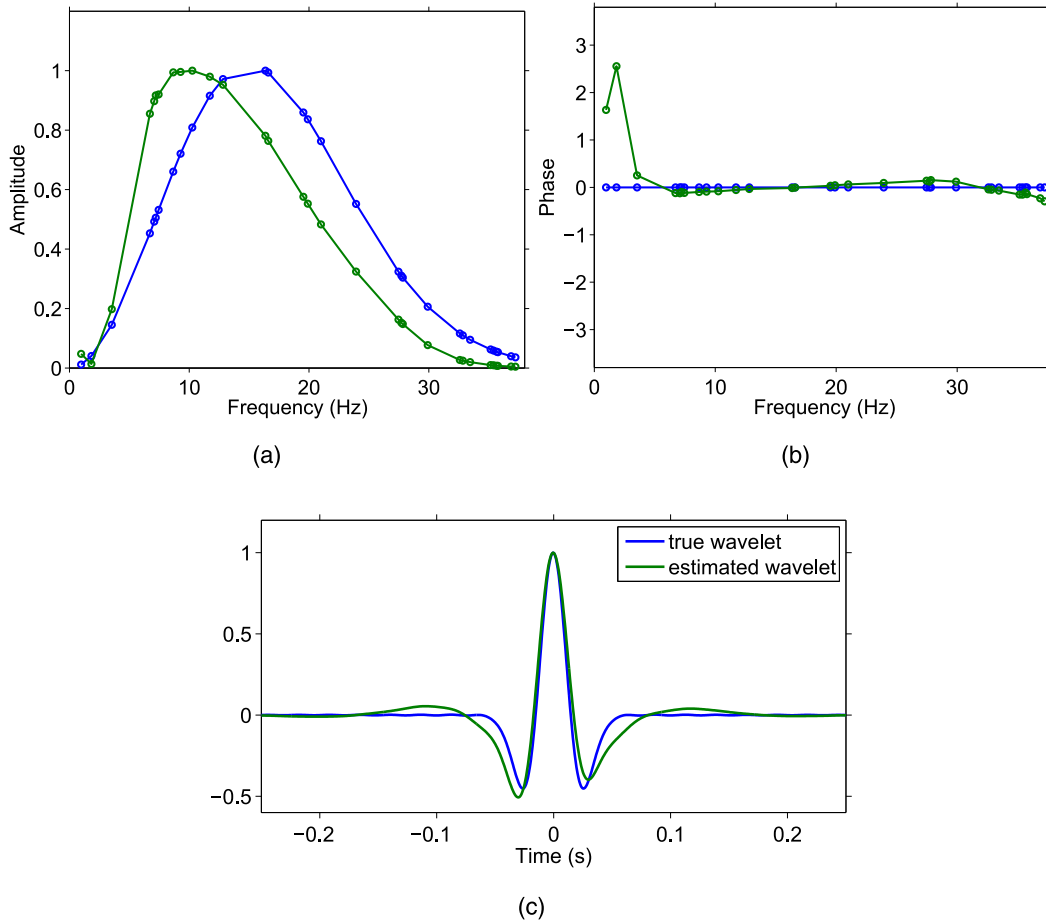 1
0.8
0.6
0.4
0.2
0
Amplitude
0 10 20 30
Frequency (Hz)
(a)
3
2
1
0
−1
−2
−3
Phase
0 10 20 30
Frequency (Hz)
(b)
true wavelet
estimated wavelet
1
0.5
0
−0.5
−0.2 −0.1 0 0.1 0.2
Time (s)
(c)